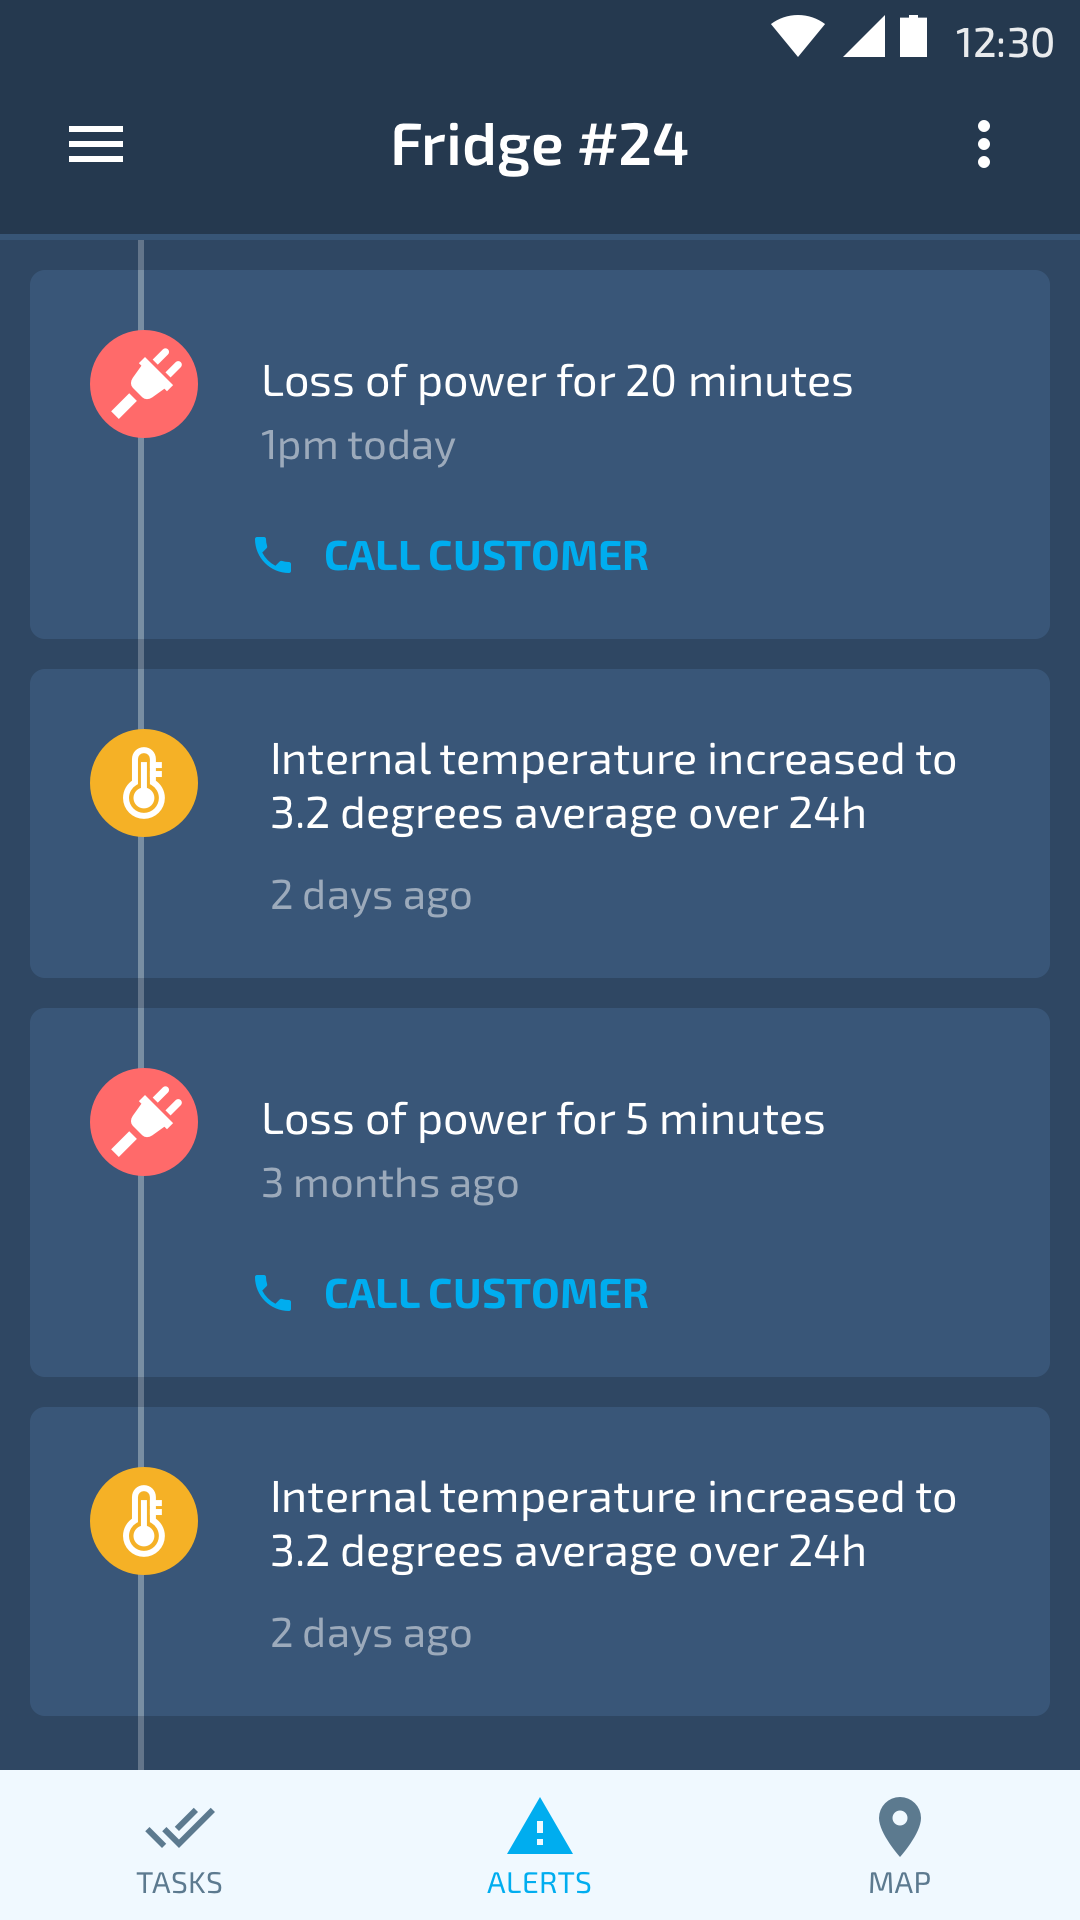 12:30
Fridge #24
Loss of power for 20 minutes
1pm today
CALL CUSTOMER
Internal temperature increased to
3.2 degrees average over 24h
2 days ago
Loss of power for 5 minutes
3 months ago
CALL CUSTOMER
Internal temperature increased to
3.2 degrees average over 24h
2 days ago
TASKS
ALERTS
MAP